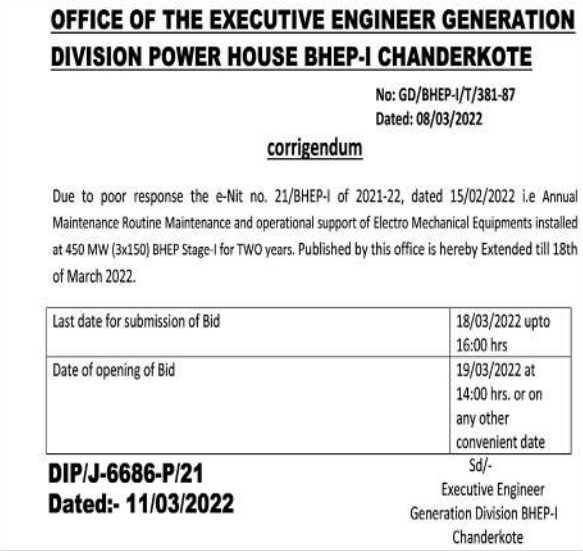 OFFICE OF THE EXECUTIVE ENGINEER GENERATION
DIVISION POWER HOUSE BHEP-I CHANDERKOTE
No: GD/BHEP-I/T/381-87
Dated: 08/03/2022
corrigendum
Due to poor response the e-Nit no. 21/BHEP-I of 2021-22, dated 15/02/2022 i.e Annual
Maintenance Routine Maintenance and operational support of Electro Mechanical Equipments installed
at 450 MW (3x150) BHEP Stage-I for TWO years. Published by this office is hereby Extended till 18th
of March 2022.
Last date for submission of Bid
18/03/2022 upto
16:00 hrs
Date of opening of Bid
19/03/2022 at
14:00 hrs. or on
any other
convenient date
DIP/J-6686-P/21
Dated:- 11/03/2022
Sd/-
Executive Engineer
Generation Division BHEP-I
Chanderkote